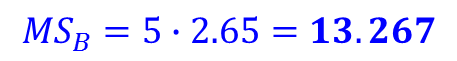 MS_B = 5 · 2.65 = 13.267